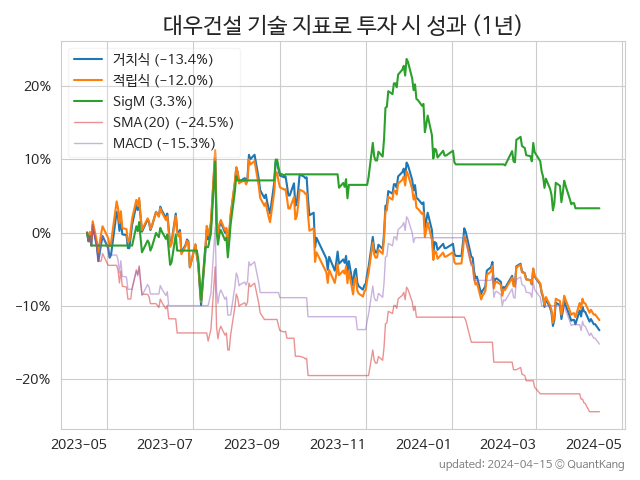 대우건설 기술 지표로 투자 시 성과 (1년)
거치식 (−13.4%)
적립식 (−12.0%)
SigM (3.3%)
SMA(20) (−24.5%)
MACD (−15.3%)
20%
10%
0%
−10%
−20%
2023-05 2023-07 2023-09 2023-11 2024-01 2024-03 2024-05
updated: 2024-04-15 © QuantKang